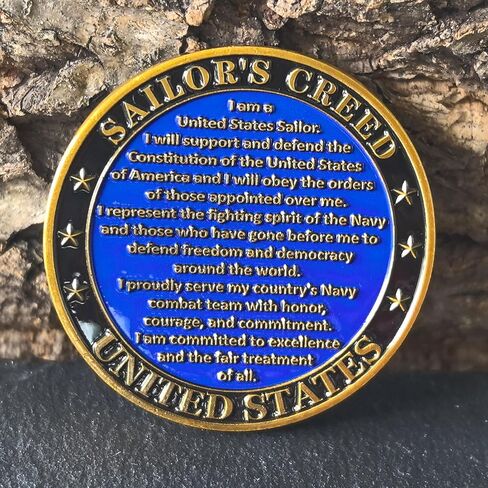 SAILOR'S CREED
I am a
United States Sailor.
I will support and defend the
Constitution of the United States
of America and I will obey the orders
of those appointed over me.
I represent the fighting spirit of the Navy
and those who have gone before me to
defend freedom and democracy
around the world.
I proudly serve my country's Navy
combat team with honor,
courage, and commitment.
I am committed to excellence
and the fair treatment
of all.
UNITED STATES